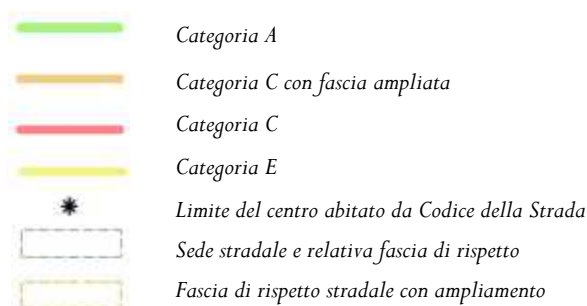 Categoria A
Categoria C con fascia ampliata
Categoria C
Categoria E
Limite del centro abitato da Codice della Strada
Sede stradale e relativa fascia di rispetto
Fascia di rispetto stradale con ampliamento